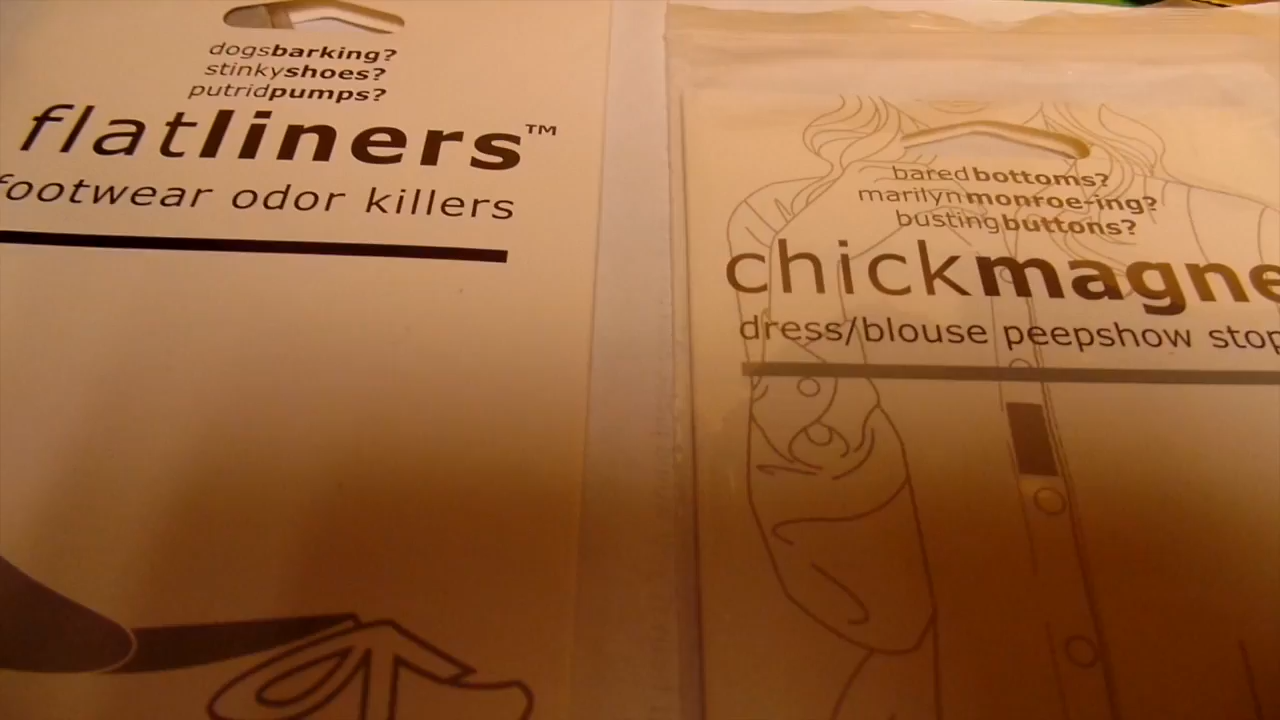 dogsbarking?
stinkyshoes?
putridpumps?
flatliners™
footwear odor killers
baredbottoms?
marilynmonroe-ing?
bustingbuttons?
chickmagne
dress/blouse peepshow stop